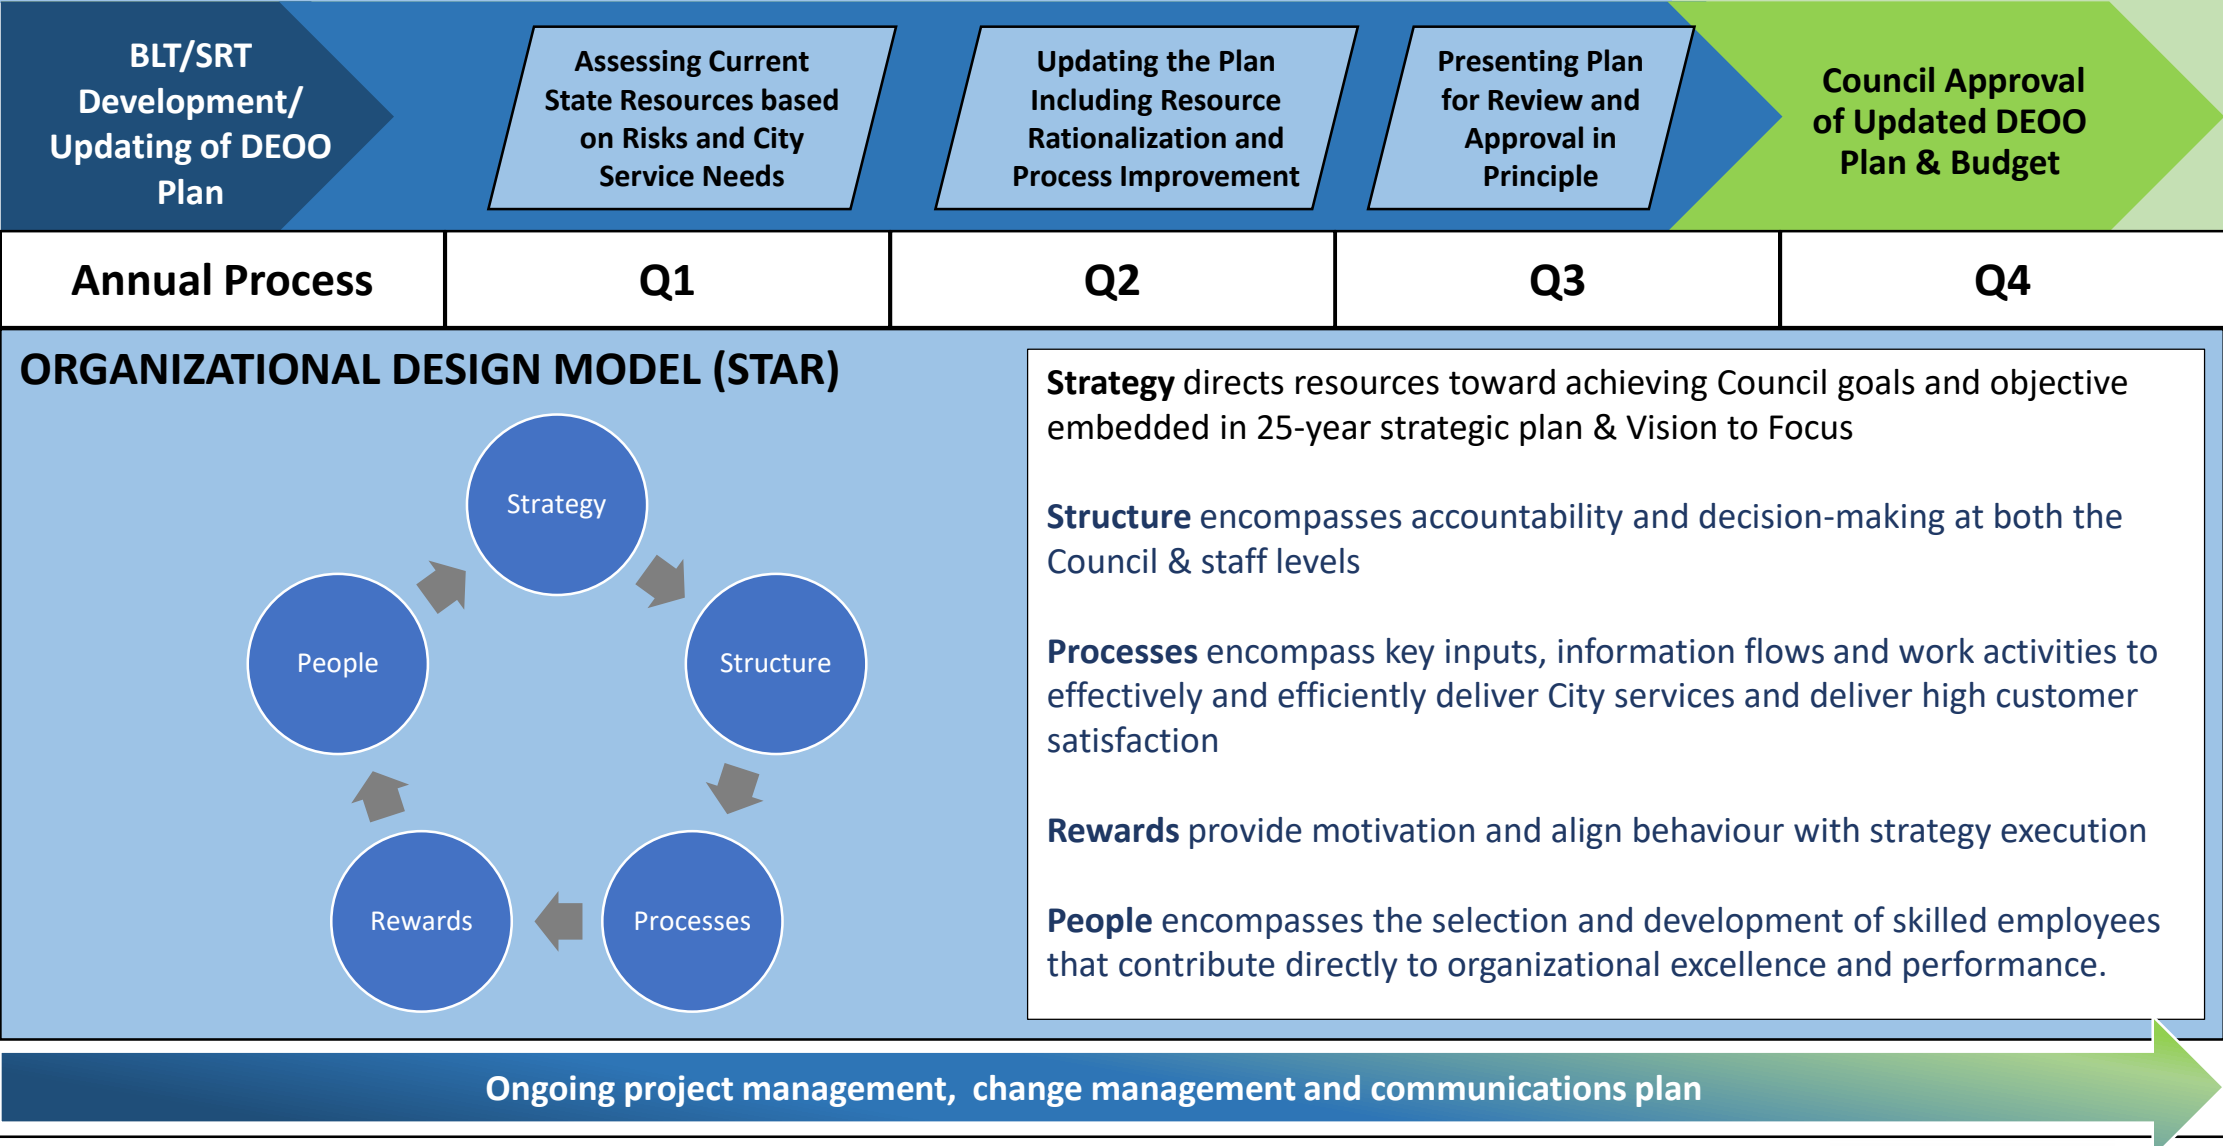 BLT/SRT
Development/
Updating of DEOO
Plan
Assessing Current
State Resources based
on Risks and City
Service Needs
Updating the Plan
Including Resource
Rationalization and
Process Improvement
Presenting Plan
for Review and
Approval in
Principle
Council Approval
of Updated DEOO
Plan & Budget
Annual Process
Q1
Q2
Q3
Q4
ORGANIZATIONAL DESIGN MODEL (STAR)
Strategy
Structure
Processes
Rewards
People
Strategy directs resources toward achieving Council goals and objective
embedded in 25-year strategic plan & Vision to Focus
Structure encompasses accountability and decision-making at both the
Council & staff levels
Processes encompass key inputs, information flows and work activities to
effectively and efficiently deliver City services and deliver high customer
satisfaction
Rewards provide motivation and align behaviour with strategy execution
People encompasses the selection and development of skilled employees
that contribute directly to organizational excellence and performance.
Ongoing project management,  change management and communications plan